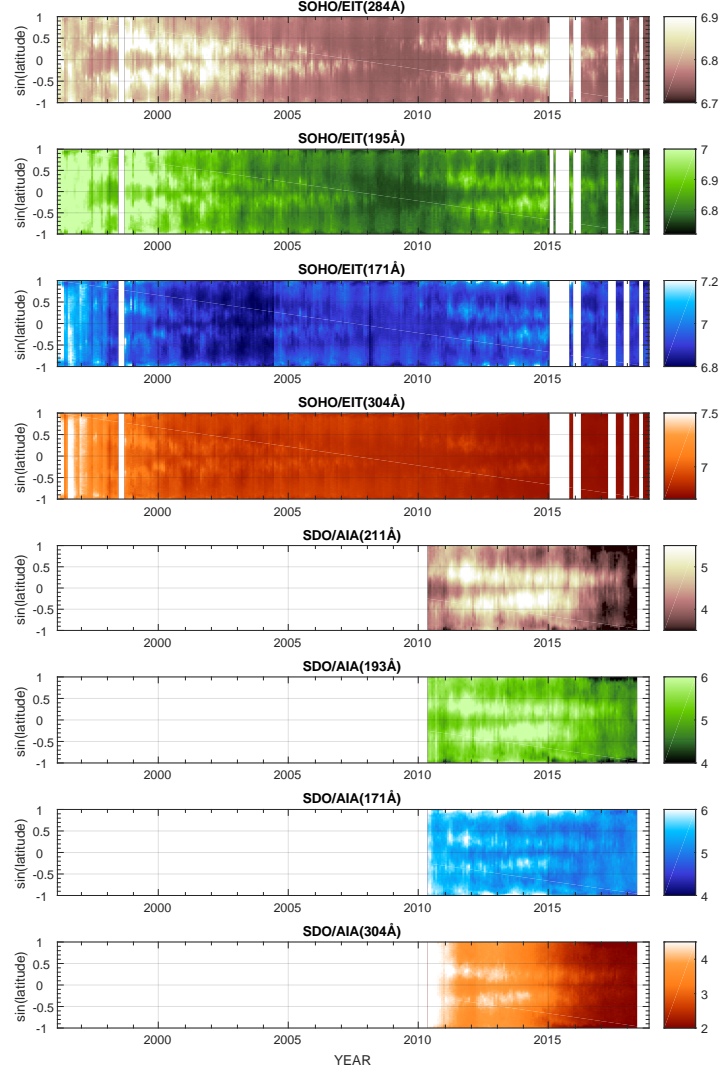 SOHO/EIT(284Å)
sin(latitude)
1
0.5
0
-0.5
-1
2000 2005 2010 2015
6.9
6.8
6.7
SOHO/EIT(195Å)
sin(latitude)
1
0.5
0
-0.5
-1
2000 2005 2010 2015
7
6.9
6.8
SOHO/EIT(171Å)
sin(latitude)
1
0.5
0
-0.5
-1
2000 2005 2010 2015
7.2
7
6.8
SOHO/EIT(304Å)
sin(latitude)
1
0.5
0
-0.5
-1
2000 2005 2010 2015
7.5
7
SDO/AIA(211Å)
sin(latitude)
1
0.5
0
-0.5
-1
2000 2005 2010 2015
5
4
SDO/AIA(193Å)
sin(latitude)
1
0.5
0
-0.5
-1
2000 2005 2010 2015
6
5
4
SDO/AIA(171Å)
sin(latitude)
1
0.5
0
-0.5
-1
2000 2005 2010 2015
6
5
4
SDO/AIA(304Å)
sin(latitude)
1
0.5
0
-0.5
-1
2000 2005 2010 2015
4
3
2
YEAR